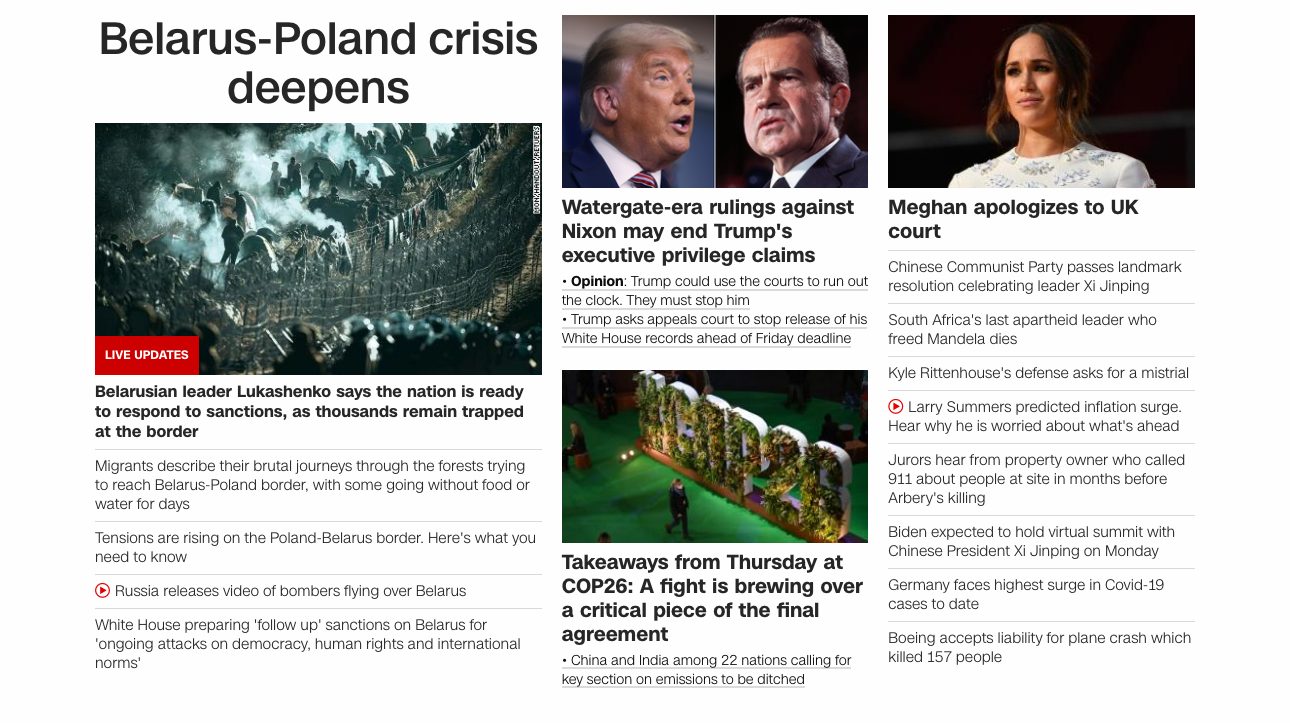 Belarus-Poland crisis
deepens
LIVE UPDATES
Belarusian leader Lukashenko says the nation is ready
to respond to sanctions, as thousands remain trapped
at the border
Migrants describe their brutal journeys through the forests trying
to reach Belarus-Poland border, with some going without food or
water for days
Tensions are rising on the Poland-Belarus border. Here's what you
need to know
Russia releases video of bombers flying over Belarus
White House preparing 'follow up' sanctions on Belarus for
'ongoing attacks on democracy, human rights and international
norms'
Watergate-era rulings against
Nixon may end Trump's
executive privilege claims
• Opinion: Trump could use the courts to run out
the clock. They must stop him
• Trump asks appeals court to stop release of his
White House records ahead of Friday deadline
Takeaways from Thursday at
COP26: A fight is brewing over
a critical piece of the final
agreement
• China and India among 22 nations calling for
key section on emissions to be ditched
Meghan apologizes to UK
court
Chinese Communist Party passes landmark
resolution celebrating leader Xi Jinping
South Africa's last apartheid leader who
freed Mandela dies
Kyle Rittenhouse's defense asks for a mistrial
Larry Summers predicted inflation surge.
Hear why he is worried about what's ahead
Jurors hear from property owner who called
911 about people at site in months before
Arbery's killing
Biden expected to hold virtual summit with
Chinese President Xi Jinping on Monday
Germany faces highest surge in Covid-19
cases to date
Boeing accepts liability for plane crash which
killed 157 people